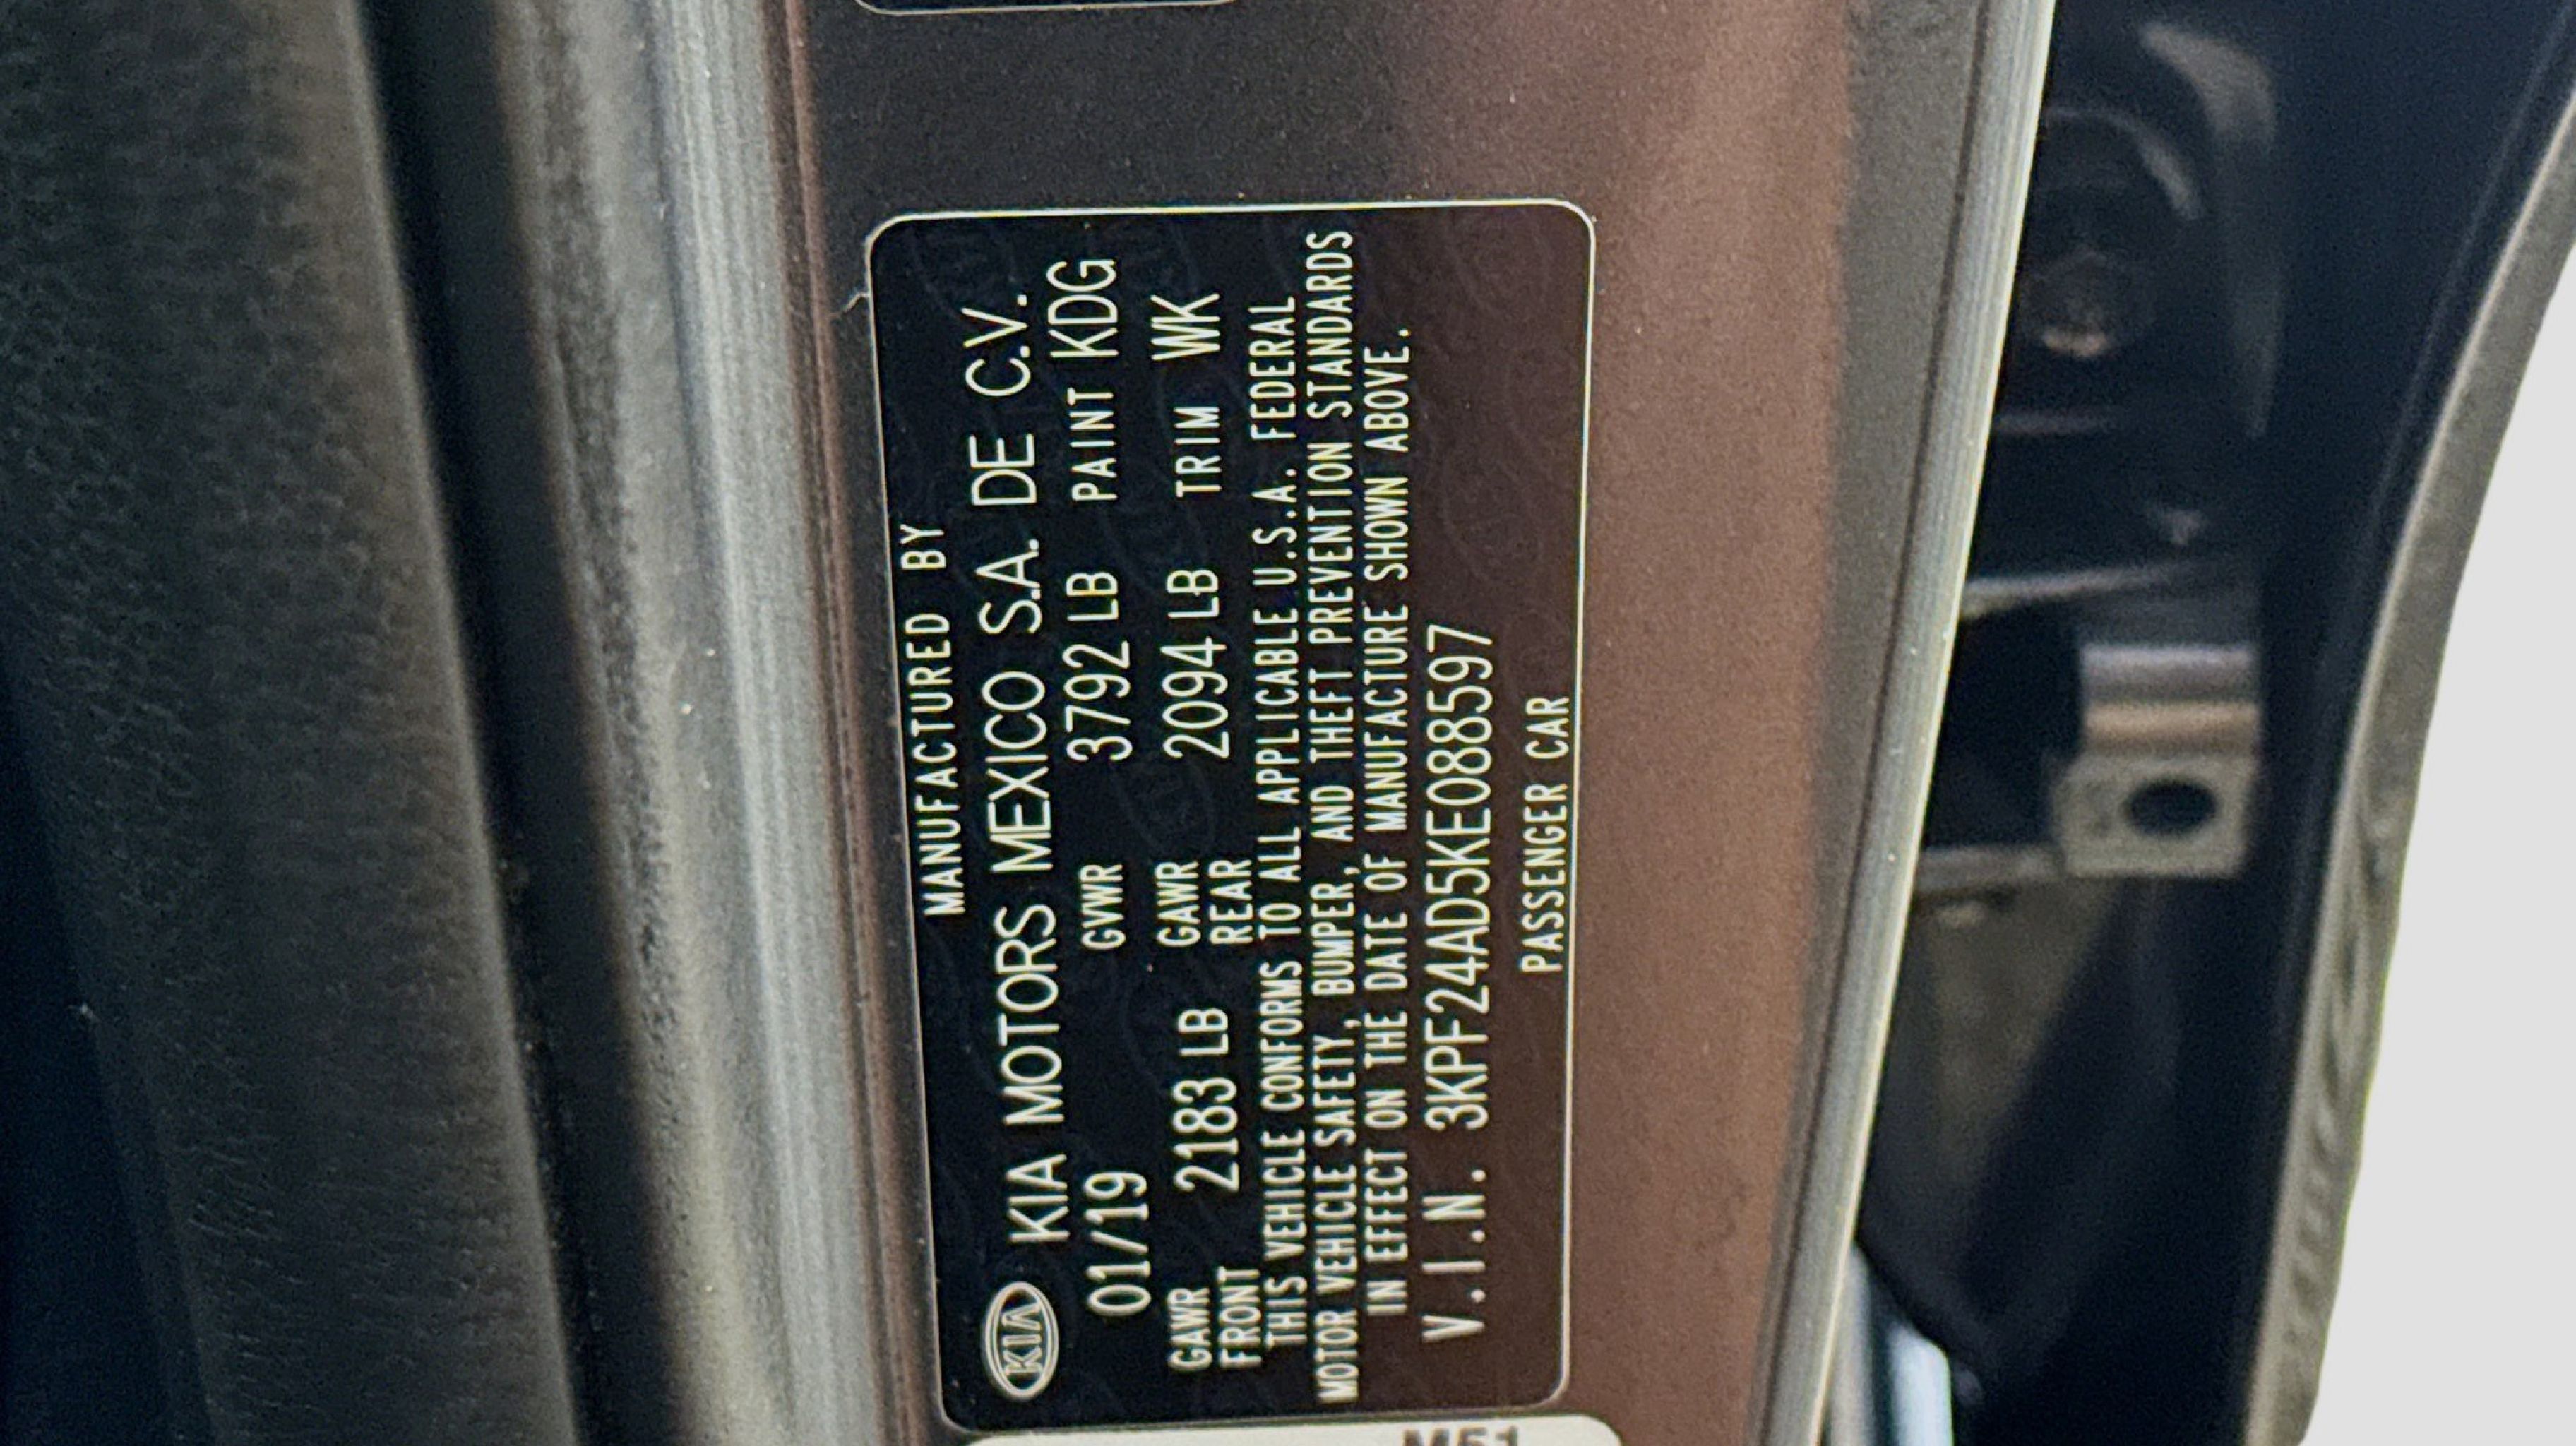 MANUFACTURED BY
KIA KIA MOTORS MEXICO S.A. DE C.V.
01/19 GVWR 3792 LB PAINT KDG
GAWR FRONT 2183 LB GAWR REAR 2094 LB TRIM WK
THIS VEHICLE CONFORMS TO ALL APPLICABLE U.S.A. FEDERAL
MOTOR VEHICLE SAFETY, BUMPER, AND THEFT PREVENTION STANDARDS
IN EFFECT ON THE DATE OF MANUFACTURE SHOWN ABOVE.
V.I.N. 3KPF24AD5KE088597
PASSENGER CAR